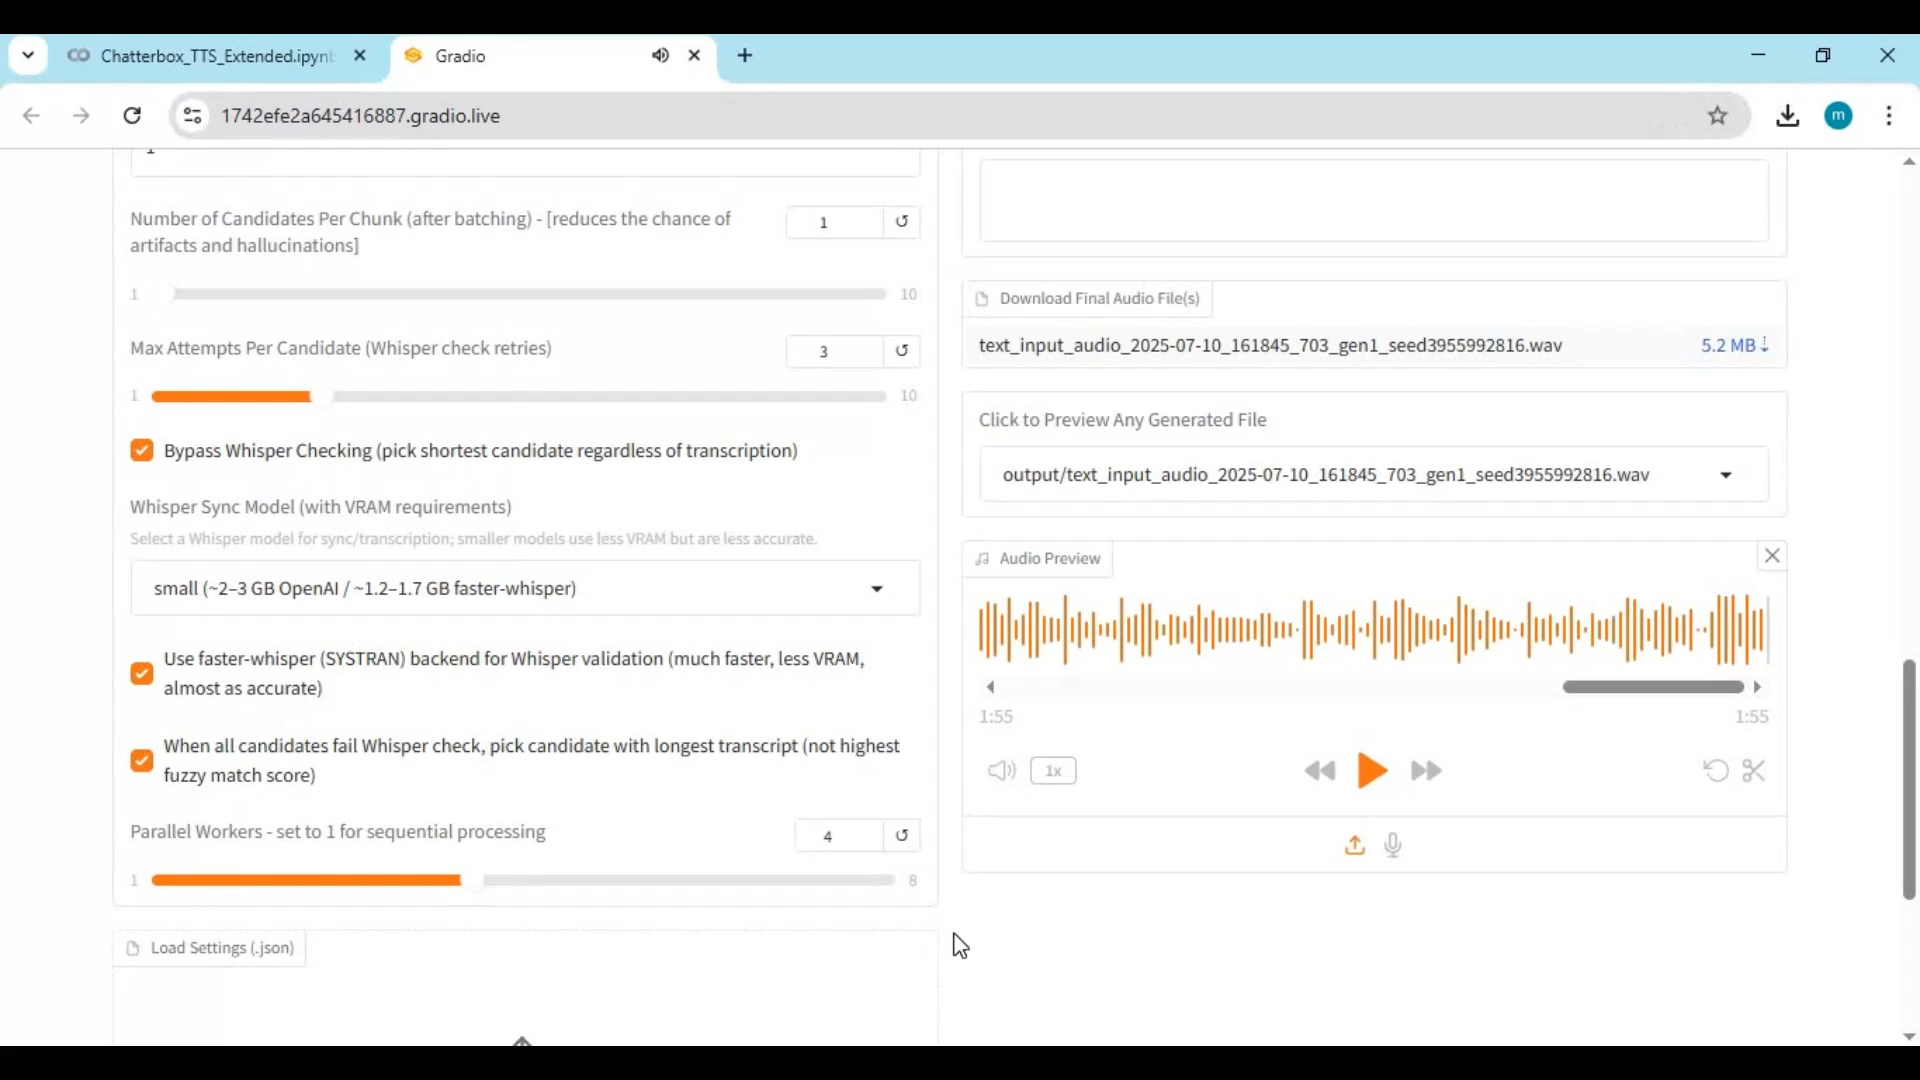 Chatterbox_TTS_Extended.ipynb
Gradio
1742efe2a645416887.gradio.live
m
1
Number of Candidates Per Chunk (after batching) - [reduces the chance of
artifacts and hallucinations]
1
1
10
Max Attempts Per Candidate (Whisper check retries)
3
1
10
Bypass Whisper Checking (pick shortest candidate regardless of transcription)
Whisper Sync Model (with VRAM requirements)
Select a Whisper model for sync/transcription; smaller models use less VRAM but are less accurate.
small (~2–3 GB OpenAI / ~1.2–1.7 GB faster-whisper)
Use faster-whisper (SYSTRAN) backend for Whisper validation (much faster, less VRAM,
almost as accurate)
When all candidates fail Whisper check, pick candidate with longest transcript (not highest
fuzzy match score)
Parallel Workers - set to 1 for sequential processing
4
1
8
Load Settings (.json)
Download Final Audio File(s)
text_input_audio_2025-07-10_161845_703_gen1_seed3955992816.wav
5.2 MB ⇣
Click to Preview Any Generated File
output/text_input_audio_2025-07-10_161845_703_gen1_seed3955992816.wav
Audio Preview
1:55
1:55
1x